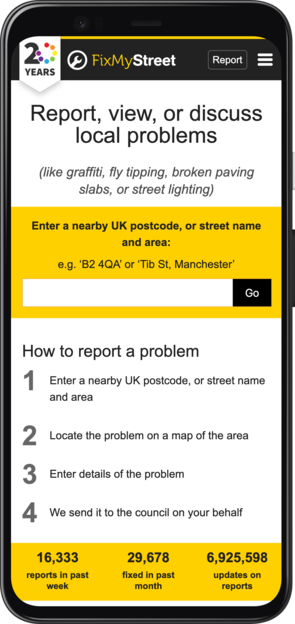 20
YEARS
FixMyStreet
Report
Report, view, or discuss
local problems
(like graffiti, fly tipping, broken paving
slabs, or street lighting)
Enter a nearby UK postcode, or street name
and area:
e.g. ‘B2 4QA’ or ‘Tib St, Manchester’
Go
How to report a problem
1 Enter a nearby UK postcode, or street name
and area
2 Locate the problem on a map of the area
3 Enter details of the problem
4 We send it to the council on your behalf
16,333 29,678 6,925,598
reports in past fixed in past updates on
week month reports